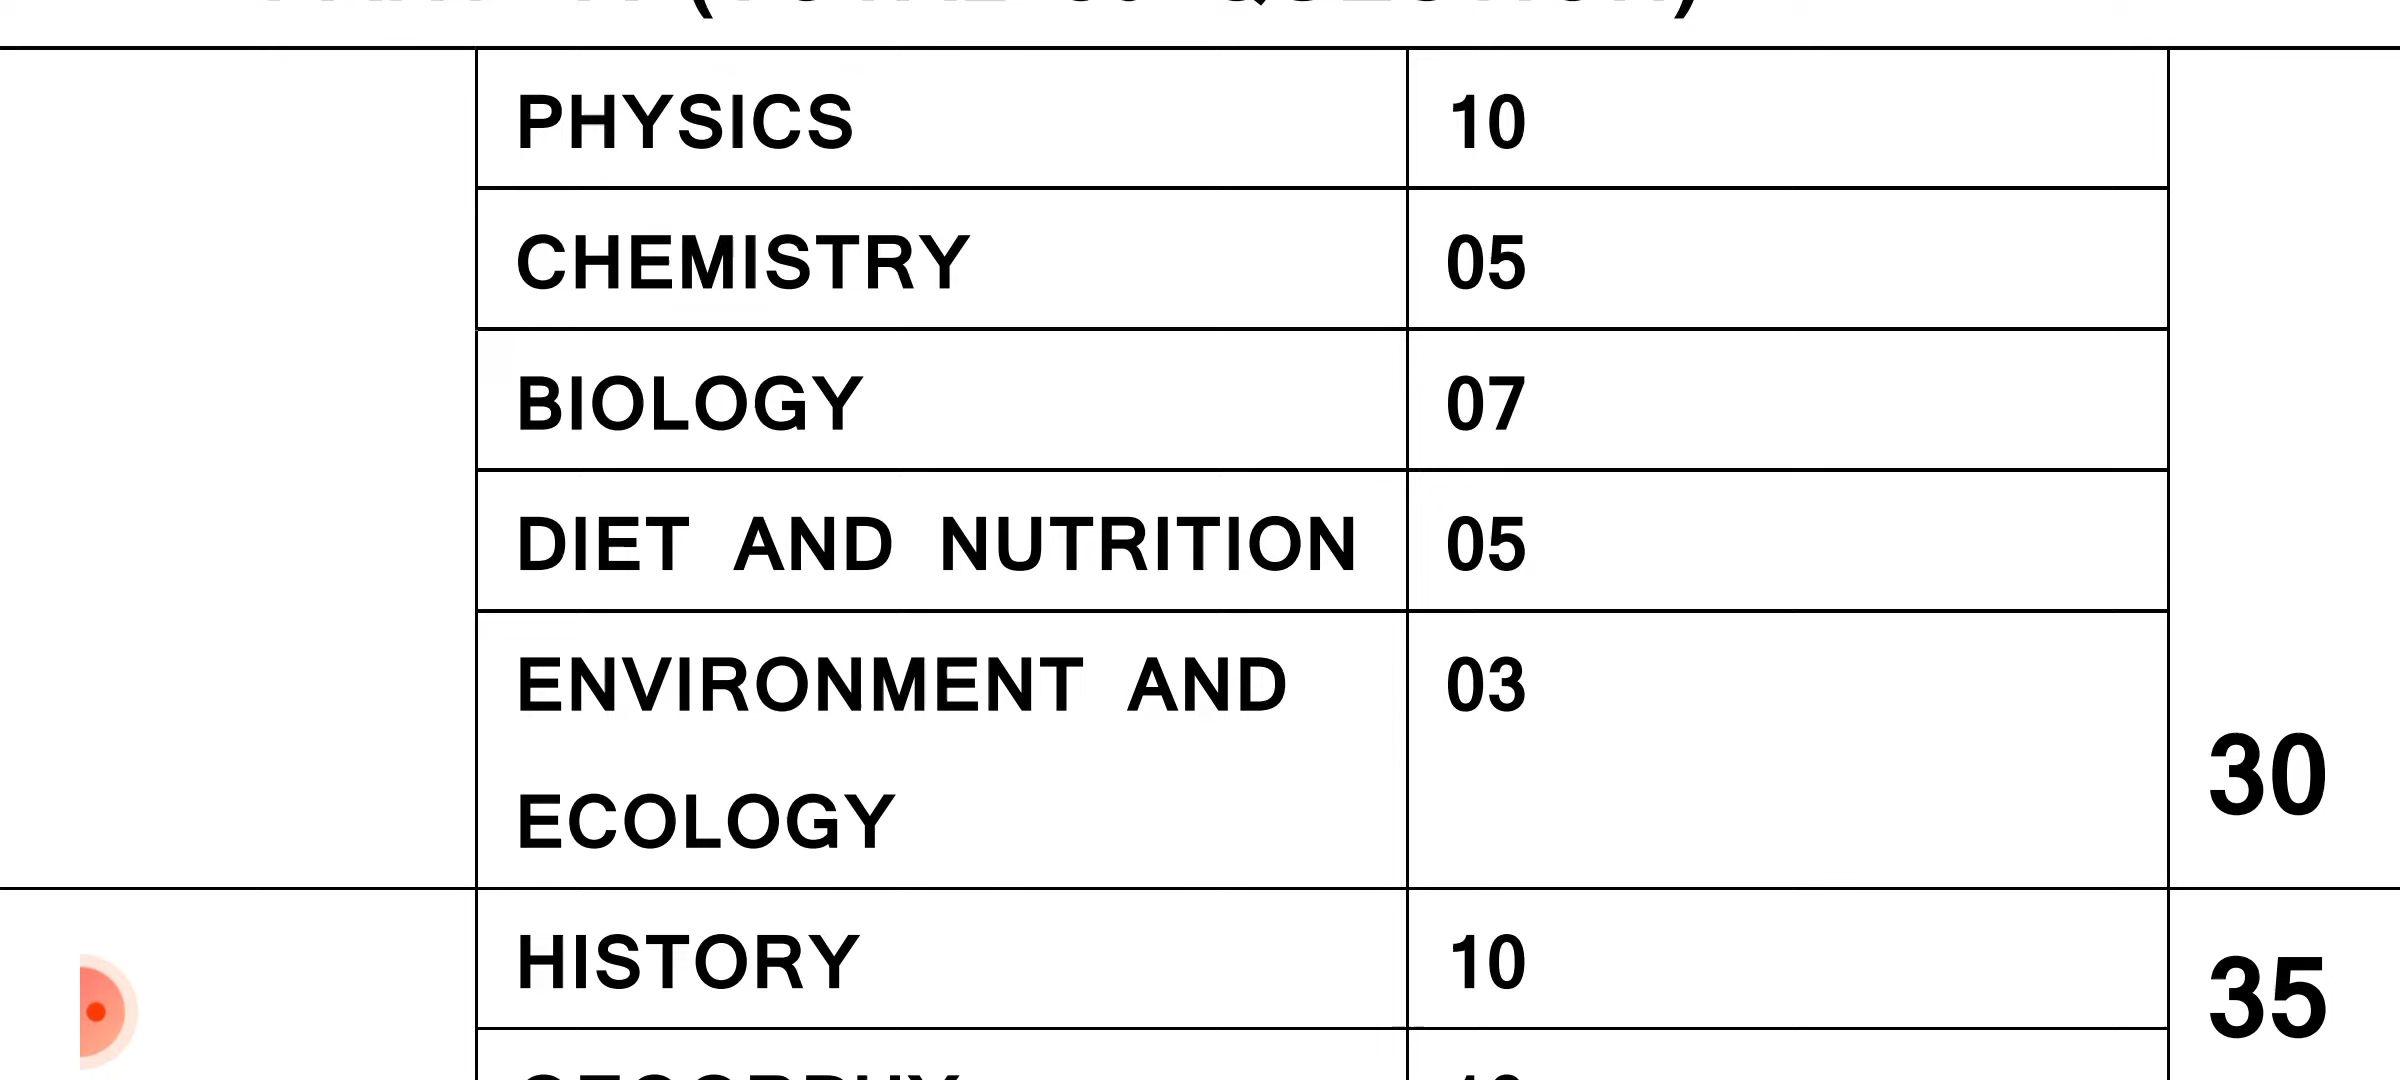 PHYSICS 10
CHEMISTRY 05
BIOLOGY 07
DIET AND NUTRITION 05
ENVIRONMENT AND 03
ECOLOGY
30
HISTORY 10
35